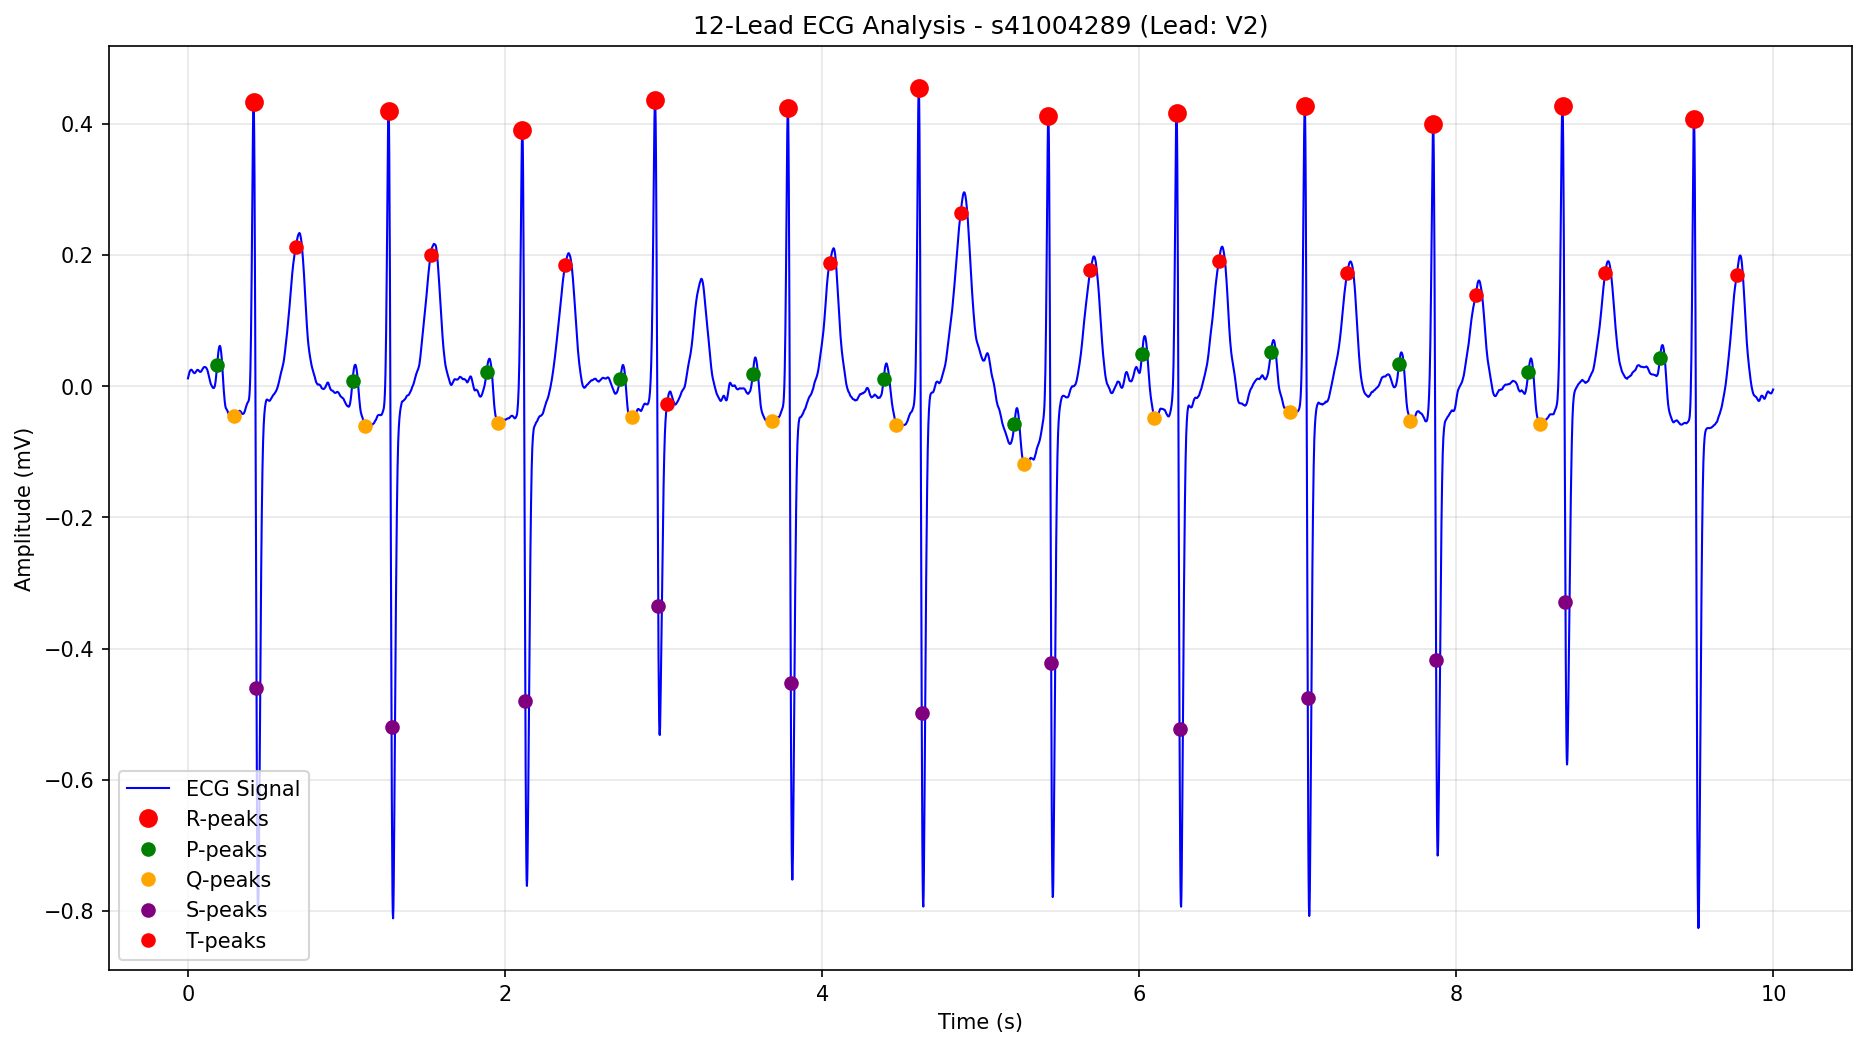 12-Lead ECG Analysis - s41004289 (Lead: V2)
Amplitude (mV)
0.4
0.2
0.0
−0.2
−0.4
−0.6
−0.8
ECG Signal
R-peaks
P-peaks
Q-peaks
S-peaks
T-peaks
0 2 4 6 8 10
Time (s)